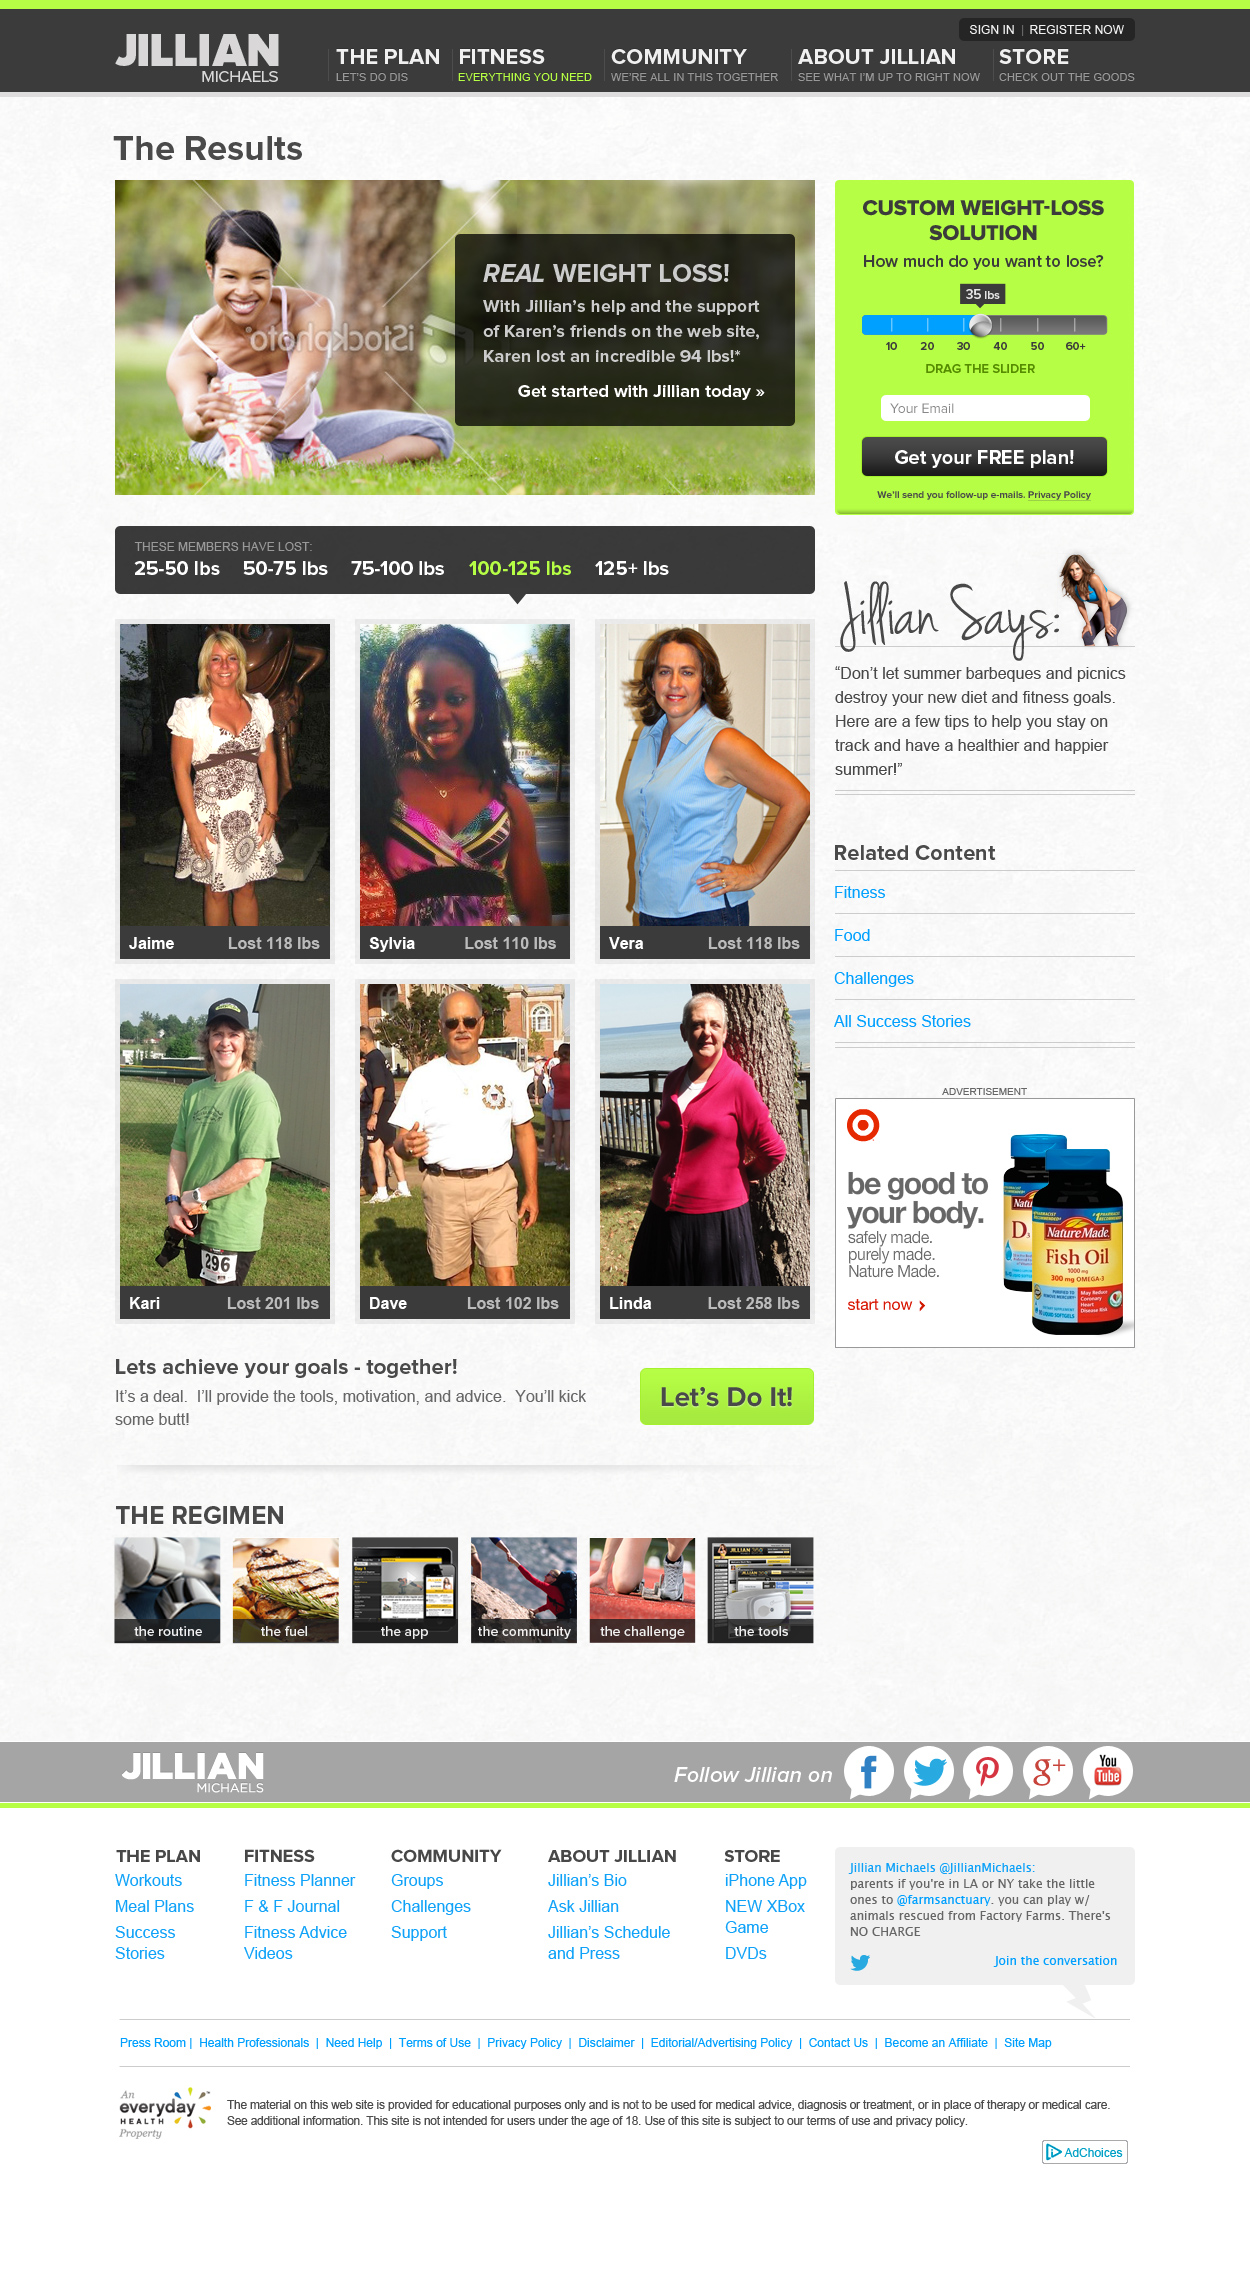 SIGN IN | REGISTER NOW
JILLIAN
MICHAELS
THE PLAN
LET'S DO DIS
FITNESS
EVERYTHING YOU NEED
COMMUNITY
WE'RE ALL IN THIS TOGETHER
ABOUT JILLIAN
SEE WHAT I'M UP TO RIGHT NOW
STORE
CHECK OUT THE GOODS
The Results
iStockphoto
REAL WEIGHT LOSS!
With Jillian's help and the support
of Karen's friends on the web site,
Karen lost an incredible 94 lbs!*
Get started with Jillian today »
CUSTOM WEIGHT-LOSS
SOLUTION
How much do you want to lose?
35 lbs
10 20 30 40 50 60+
DRAG THE SLIDER
Your Email
Get your FREE plan!
We'll send you follow-up e-mails. Privacy Policy
THESE MEMBERS HAVE LOST:
25-50 lbs 50-75 lbs 75-100 lbs 100-125 lbs 125+ lbs
Jaime Lost 118 lbs
Sylvia Lost 110 lbs
Vera Lost 118 lbs
296
Kari Lost 201 lbs
Dave Lost 102 lbs
Linda Lost 258 lbs
Jillian Says:
“Don't let summer barbeques and picnics
destroy your new diet and fitness goals.
Here are a few tips to help you stay on
track and have a healthier and happier
summer!”
Related Content
Fitness
Food
Challenges
All Success Stories
ADVERTISEMENT
be good to
your body.
safely made.
purely made.
Nature Made.
start now ›
Nature Made
Fish Oil
1000 mg
300 mg OMEGA-3
May Reduce
Coronary
Heart
Disease Risk
Lets achieve your goals - together!
It's a deal.  I'll provide the tools, motivation, and advice.  You'll kick
some butt!
Let's Do It!
THE REGIMEN
the routine
the fuel
the app
the community
the challenge
the tools
JILLIAN
MICHAELS
Follow Jillian on
f
g+
You
Tube
THE PLAN
Workouts
Meal Plans
Success
Stories
FITNESS
Fitness Planner
F & F Journal
Fitness Advice
Videos
COMMUNITY
Groups
Challenges
Support
ABOUT JILLIAN
Jillian's Bio
Ask Jillian
Jillian's Schedule
and Press
STORE
iPhone App
NEW XBox
Game
DVDs
Jillian Michaels @JillianMichaels:
parents if you're in LA or NY take the little
ones to @farmsanctuary. you can play w/
animals rescued from Factory Farms. There's
NO CHARGE
Join the conversation
Press Room | Health Professionals | Need Help | Terms of Use | Privacy Policy | Disclaimer | Editorial/Advertising Policy | Contact Us | Become an Affiliate | Site Map
An
everyday
HEALTH
Property
The material on this web site is provided for educational purposes only and is not to be used for medical advice, diagnosis or treatment, or in place of therapy or medical care.
See additional information. This site is not intended for users under the age of 18. Use of this site is subject to our terms of use and privacy policy.
AdChoices